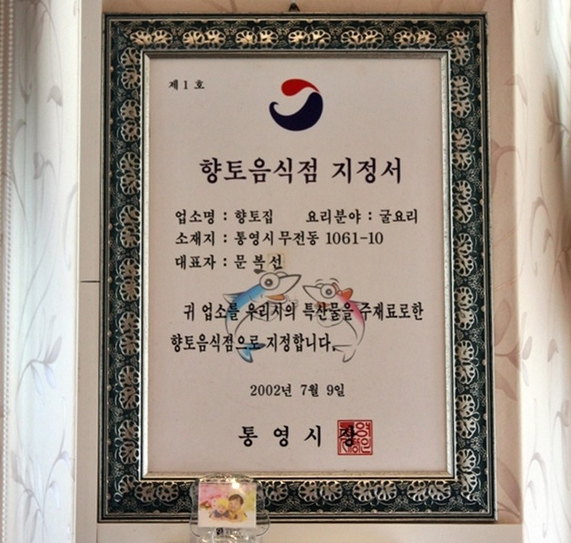 제 1 호
향토음식점 지정서
업소명 : 향토집 요리분야 : 굴요리
소재지 : 통영시 무전동 1061-10
대표자 : 문 복 선
귀 업소를 우리시의 특산물을 주재료로한
향토음식점으로 지정합니다.
2002년 7월 9일
통 영 시 장